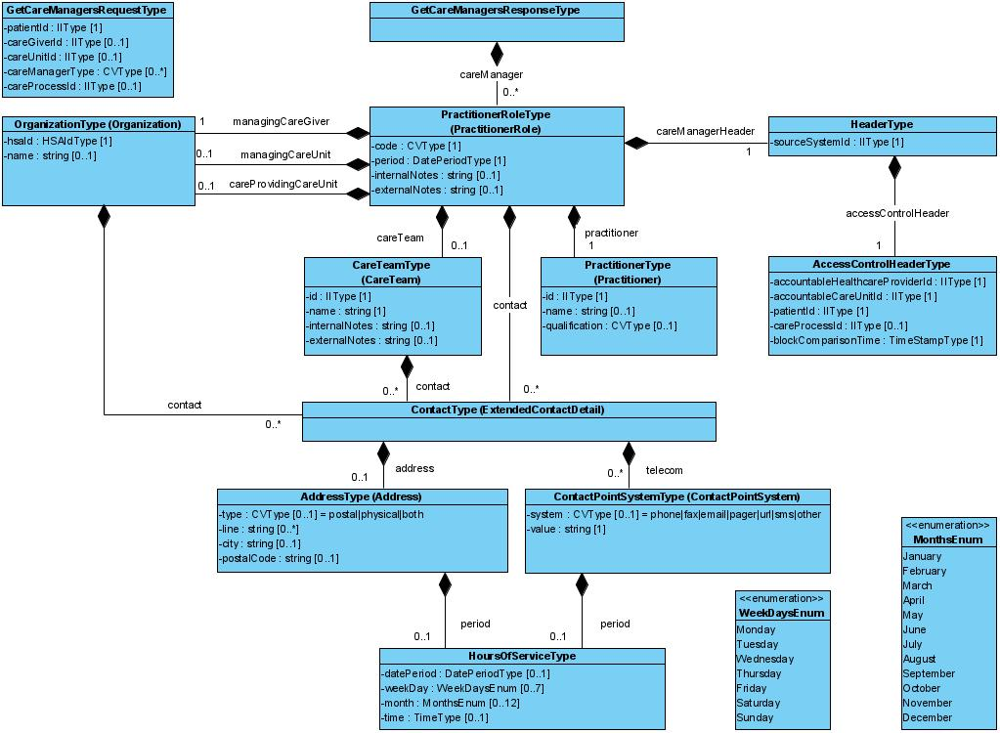 GetCareManagersRequestType
-patientId : IIType [1]
-careGiverId : IIType [0..1]
-careUnitId : IIType [0..1]
-careManagerType : CVType [0..*]
-careProcessId : IIType [0..1]
GetCareManagersResponseType
careManager
0..*
OrganizationType (Organization)
-hsaId : HSAIdType [1]
-name : string [0..1]
1
managingCareGiver
0..1
managingCareUnit
0..1
careProvidingCareUnit
PractitionerRoleType
(PractitionerRole)
-code : CVType [1]
-period : DatePeriodType [1]
-internalNotes : string [0..1]
-externalNotes : string [0..1]
careManagerHeader
1
HeaderType
-sourceSystemId : IIType [1]
accessControlHeader
1
careTeam
0..1
contact
0..*
practitioner
1
CareTeamType
(CareTeam)
-id : IIType [1]
-name : string [1]
-internalNotes : string [0..1]
-externalNotes : string [0..1]
PractitionerType
(Practitioner)
-id : IIType [1]
-name : string [0..1]
-qualification : CVType [0..1]
AccessControlHeaderType
-accountableHealthcareProviderId : IIType [1]
-accountableCareUnitId : IIType [1]
-patientId : IIType [1]
-careProcessId : IIType [0..1]
-blockComparisonTime : TimeStampType [1]
contact
0..*
contact
0..*
ContactType (ExtendedContactDetail)
address
0..1
telecom
0..*
AddressType (Address)
-type : CVType [0..1] = postal|physical|both
-line : string [0..*]
-city : string [0..1]
-postalCode : string [0..1]
ContactPointSystemType (ContactPointSystem)
-system : CVType [0..1] = phone|fax|email|pager|url|sms|other
-value : string [1]
period
0..1
period
0..1
HoursOfServiceType
-datePeriod : DatePeriodType [0..1]
-weekDay : WeekDaysEnum [0..7]
-month : MonthsEnum [0..12]
-time : TimeType [0..1]
<<enumeration>>
WeekDaysEnum
Monday
Tuesday
Wednesday
Thursday
Friday
Saturday
Sunday
<<enumeration>>
MonthsEnum
January
February
March
April
May
June
July
August
September
October
November
December